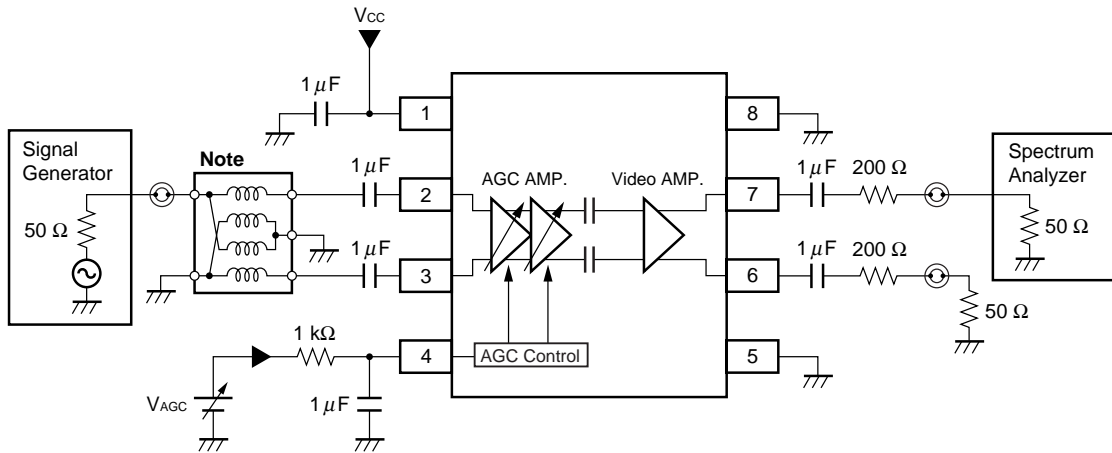 VCC
1 μF
1
8
Signal
Generator
50 Ω
Note
1 μF
2
AGC AMP.
Video AMP.
7
1 μF
200 Ω
Spectrum
Analyzer
50 Ω
1 μF
3
6
1 μF
200 Ω
50 Ω
1 kΩ
4
AGC Control
5
VAGC
1 μF